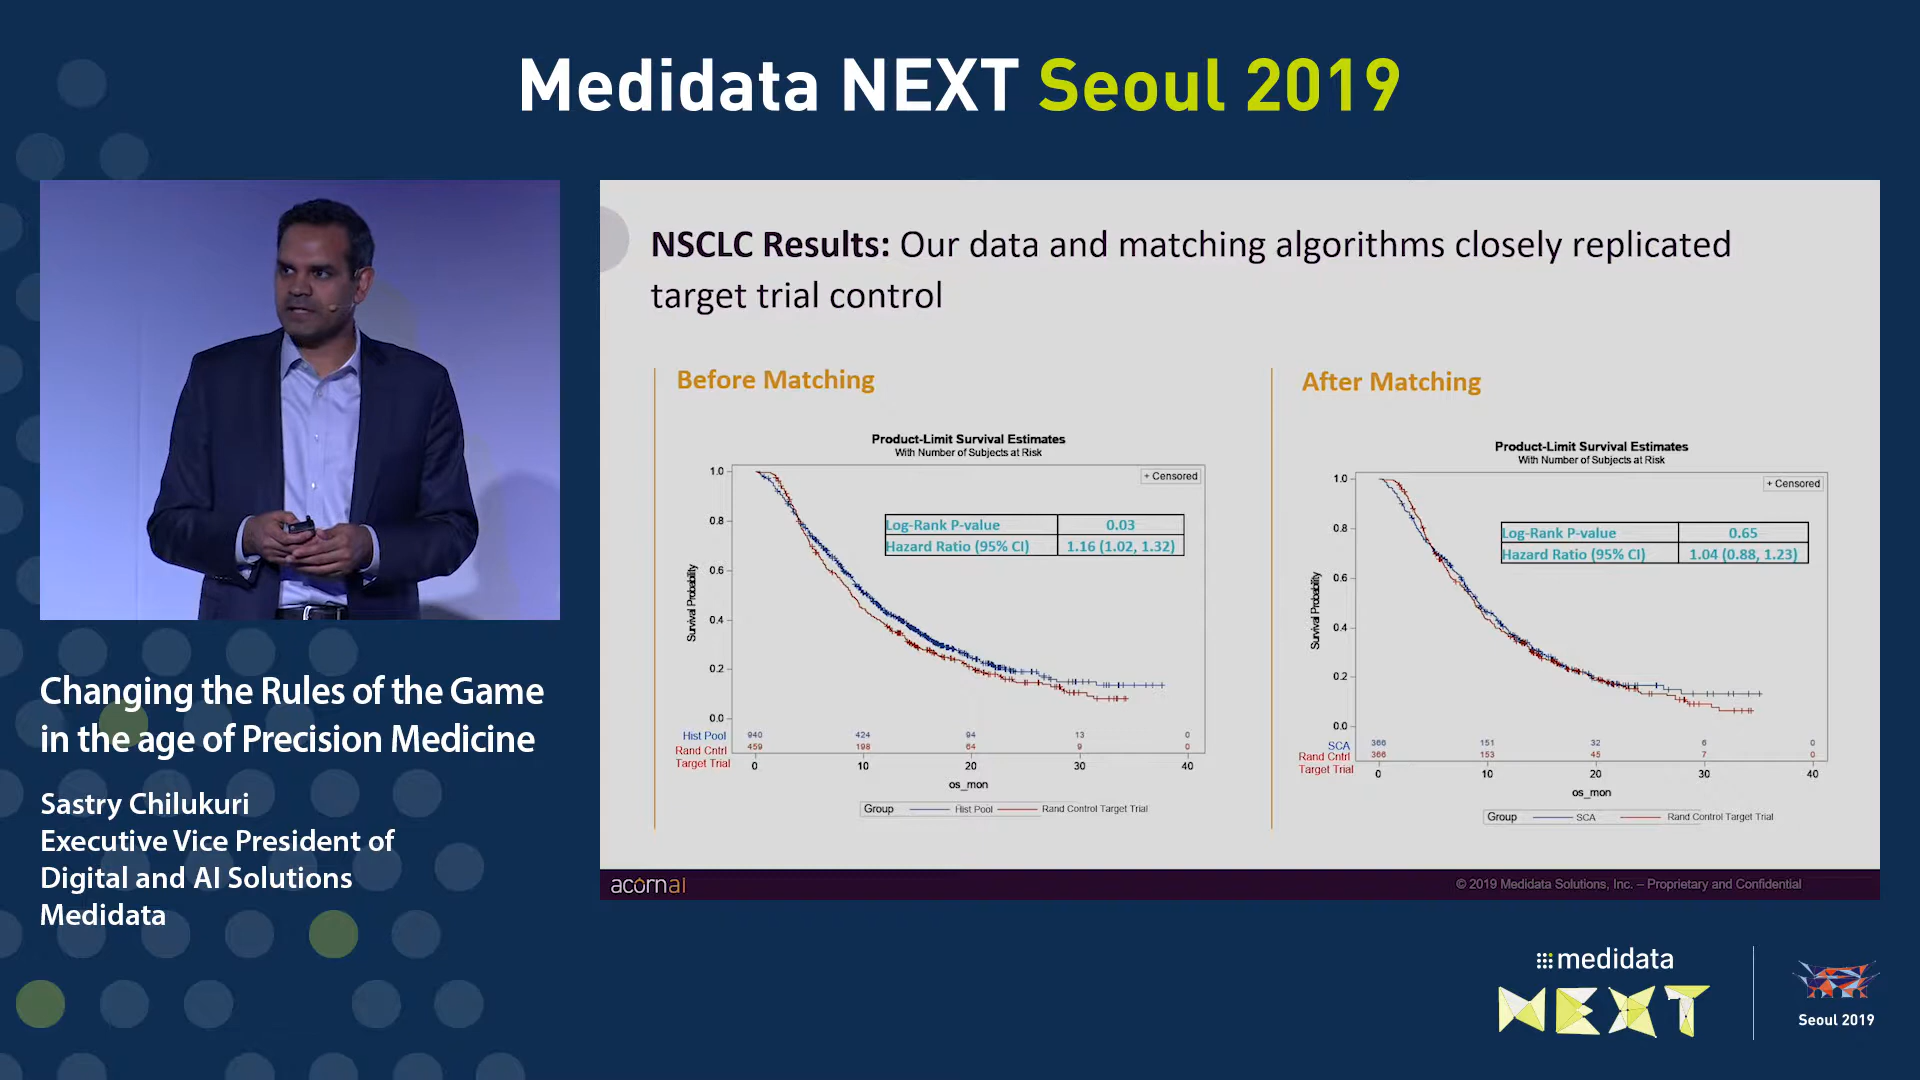 Medidata NEXT Seoul 2019
NSCLC Results: Our data and matching algorithms closely replicated
target trial control
Before Matching
Product-Limit Survival Estimates
With Number of Subjects at Risk
+ Censored
Log-Rank P-value 0.03
Hazard Ratio (95% CI) 1.16 (1.02, 1.32)
Survival Probability
1.0
0.8
0.6
0.4
0.2
0.0
Hist Pool 940 424 94 13 0
Rand Cntrl 459 198 64 9 0
Target Trial
0 10 20 30 40
os_mon
Group Hist Pool Rand Control Target Trial
After Matching
Product-Limit Survival Estimates
With Number of Subjects at Risk
+ Censored
Log-Rank P-value 0.65
Hazard Ratio (95% CI) 1.04 (0.88, 1.23)
Survival Probability
1.0
0.8
0.6
0.4
0.2
0.0
SCA 366 151 32 6 0
Rand Cntrl 366 153 45 7 0
Target Trial
0 10 20 30 40
os_mon
Group SCA Rand Control Target Trial
acornai
© 2019 Medidata Solutions, Inc. – Proprietary and Confidential
Changing the Rules of the Game
in the age of Precision Medicine
Sastry Chilukuri
Executive Vice President of
Digital and AI Solutions
Medidata
medidata
NEXT
Seoul 2019